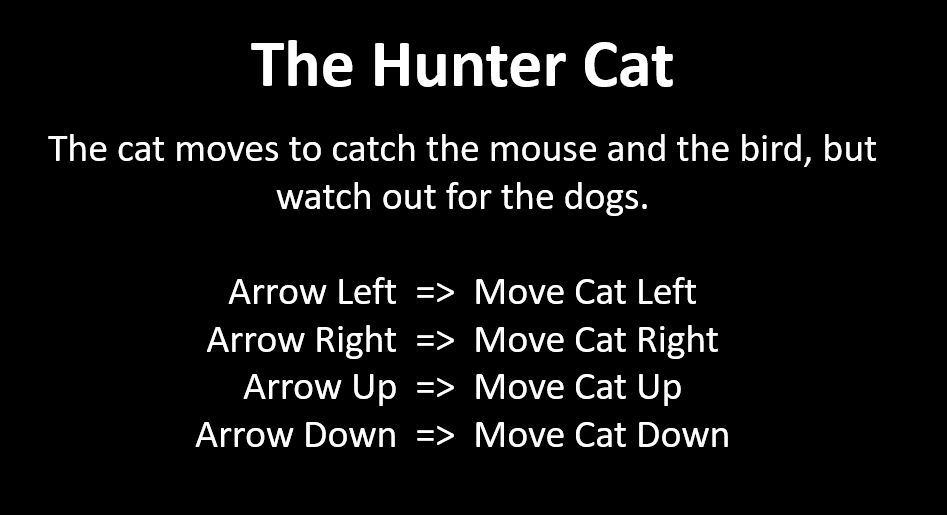 The Hunter Cat
The cat moves to catch the mouse and the bird, but
watch out for the dogs.
Arrow Left => Move Cat Left
Arrow Right => Move Cat Right
Arrow Up => Move Cat Up
Arrow Down => Move Cat Down